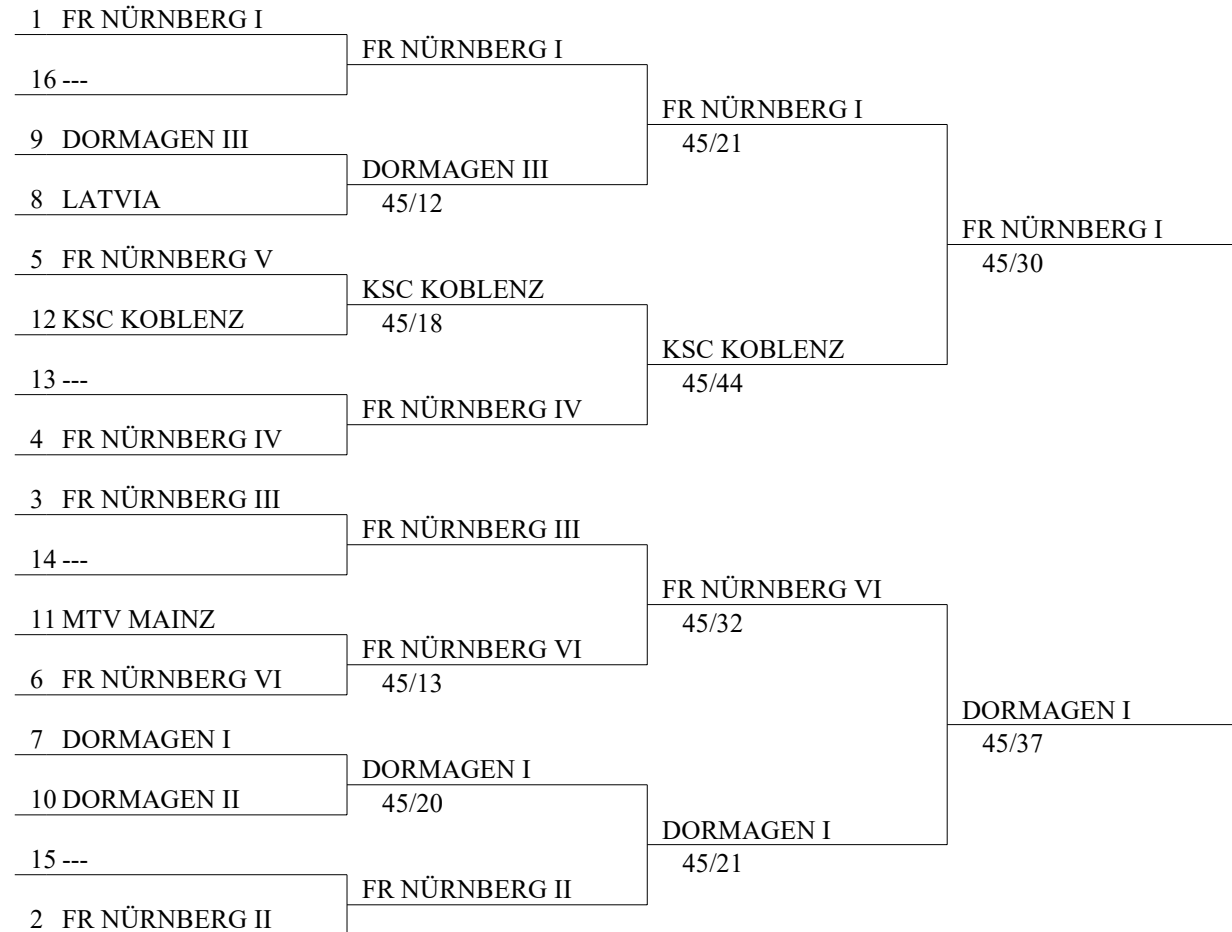 1 FR NÜRNBERG I
FR NÜRNBERG I
16 ---
FR NÜRNBERG I
45/21
9 DORMAGEN III
DORMAGEN III
45/12
8 LATVIA
FR NÜRNBERG I
45/30
5 FR NÜRNBERG V
KSC KOBLENZ
45/18
12 KSC KOBLENZ
KSC KOBLENZ
45/44
13 ---
FR NÜRNBERG IV
4 FR NÜRNBERG IV
3 FR NÜRNBERG III
FR NÜRNBERG III
14 ---
FR NÜRNBERG VI
45/32
11 MTV MAINZ
FR NÜRNBERG VI
45/13
6 FR NÜRNBERG VI
DORMAGEN I
45/37
7 DORMAGEN I
DORMAGEN I
45/20
10 DORMAGEN II
DORMAGEN I
45/21
15 ---
FR NÜRNBERG II
2 FR NÜRNBERG II